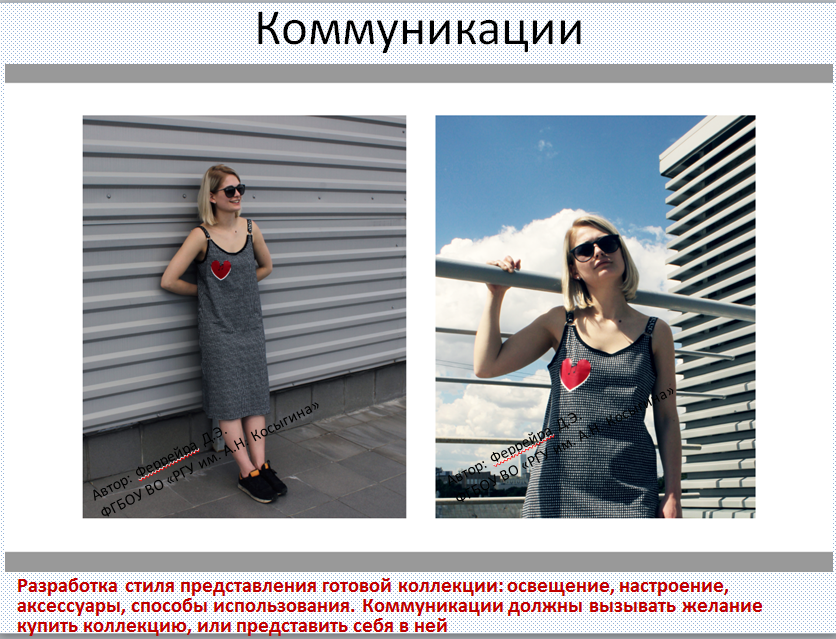 Коммуникации
Автор: Феррейра Д.Э.
ФГБОУ ВО «РГУ им. А.Н. Косыгина»
Автор: Феррейра Д.Э.
ФГБОУ ВО «РГУ им. А.Н. Косыгина»
Разработка стиля представления готовой коллекции: освещение, настроение,
аксессуары, способы использования. Коммуникации должны вызывать желание
купить коллекцию, или представить себя в ней